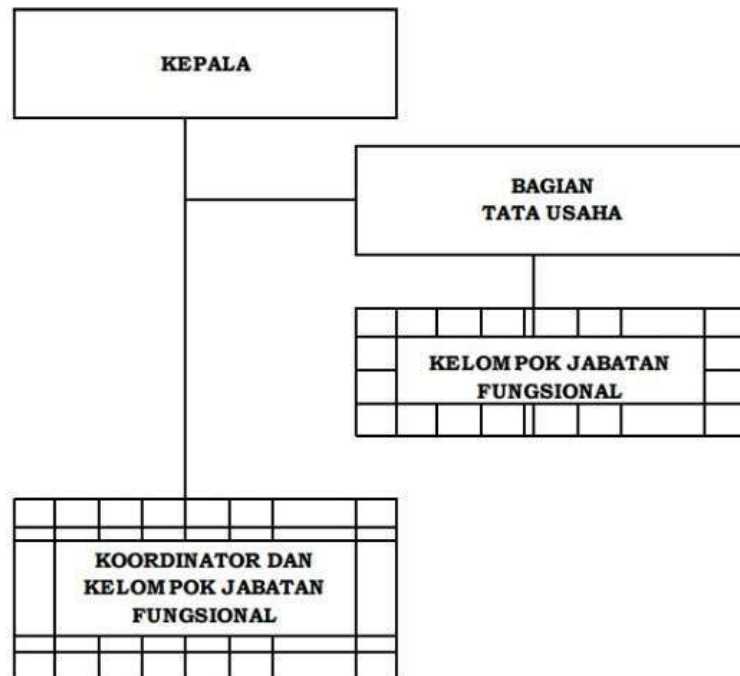 KEPALA
BAGIAN
TATA USAHA
KELOMPOK JABATAN
FUNGSIONAL
KOORDINATOR DAN
KELOMPOK JABATAN
FUNGSIONAL